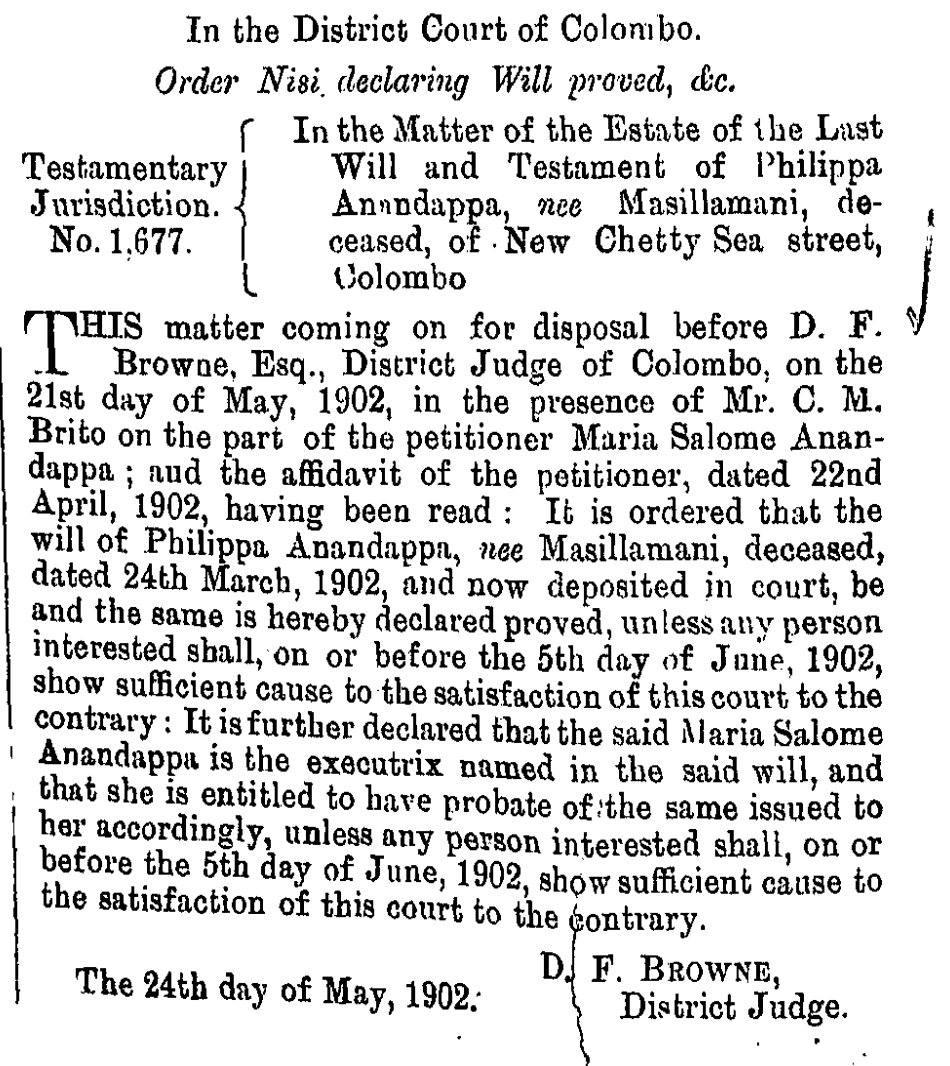 In the District Court of Colombo.
Order Nisi declaring Will proved, &c.
Testamentary
Jurisdiction.
No. 1,677.
In the Matter of the Estate of the Last
Will and Testament of Philippa
Anandappa, nee Masillamani, de-
ceased, of New Chetty Sea street,
Colombo
THIS matter coming on for disposal before D. F.
Browne, Esq., District Judge of Colombo, on the
21st day of May, 1902, in the presence of Mr. C. M.
Brito on the part of the petitioner Maria Salome Anan-
dappa ; and the affidavit of the petitioner, dated 22nd
April, 1902, having been read : It is ordered that the
will of Philippa Anandappa, nee Masillamani, deceased,
dated 24th March, 1902, and now deposited in court, be
and the same is hereby declared proved, unless any person
interested shall, on or before the 5th day of June, 1902,
show sufficient cause to the satisfaction of this court to the
contrary : It is further declared that the said Maria Salome
Anandappa is the executrix named in the said will, and
that she is entitled to have probate of the same issued to
her accordingly, unless any person interested shall, on or
before the 5th day of June, 1902, show sufficient cause to
the satisfaction of this court to the contrary.
D. F. BROWNE,
The 24th day of May, 1902.
District Judge.